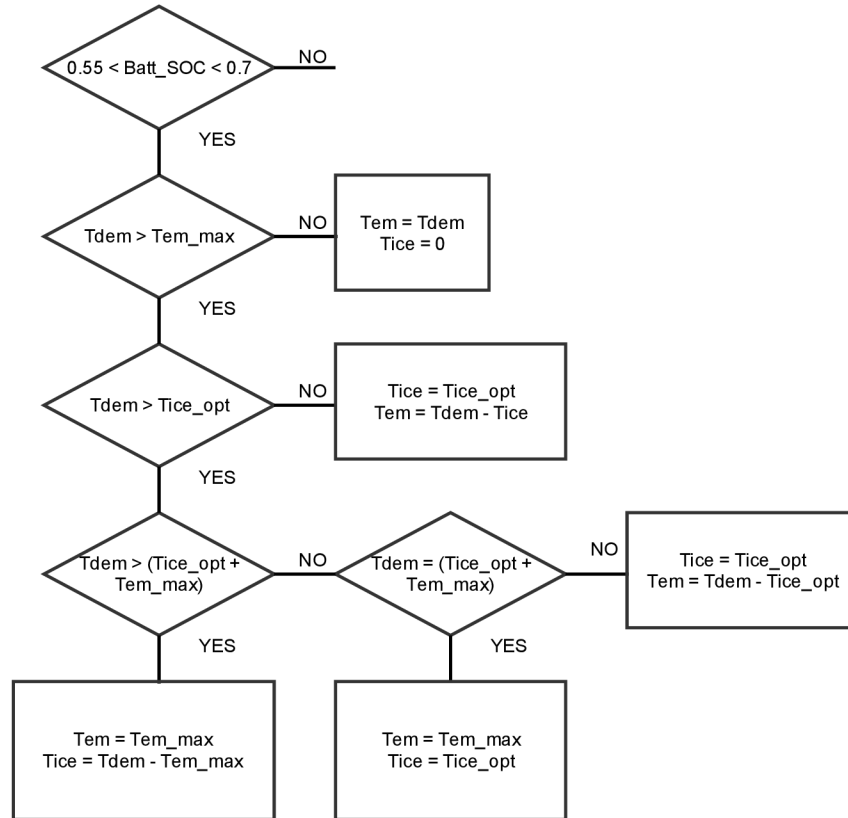 0.55 < Batt_SOC < 0.7
NO
YES
Tdem > Tem_max
NO
Tem = Tdem
Tice = 0
YES
Tdem > Tice_opt
NO
Tice = Tice_opt
Tem = Tdem - Tice
YES
Tdem > (Tice_opt +
Tem_max)
NO
Tdem = (Tice_opt +
Tem_max)
NO
Tice = Tice_opt
Tem = Tdem - Tice_opt
YES
YES
Tem = Tem_max
Tice = Tdem - Tem_max
Tem = Tem_max
Tice = Tice_opt